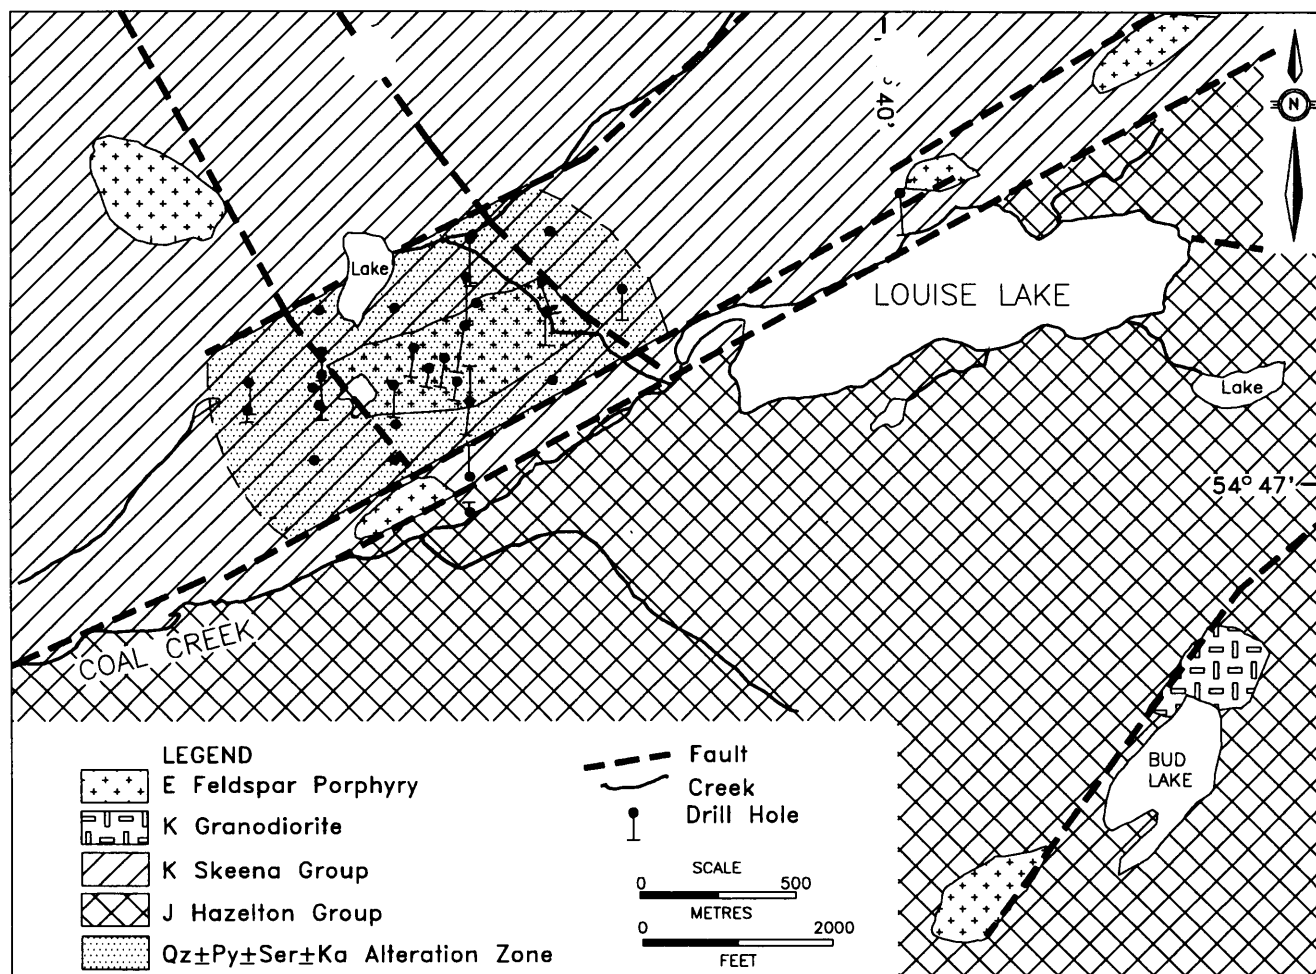 ° 40'
N
Lake
LOUISE LAKE
Lake
54° 47'
COAL CREEK
BUD
LAKE
LEGEND
E Feldspar Porphyry
K Granodiorite
K Skeena Group
J Hazelton Group
Qz±Py±Ser±Ka Alteration Zone
Fault
Creek
Drill Hole
SCALE
0 500
METRES
0 2000
FEET